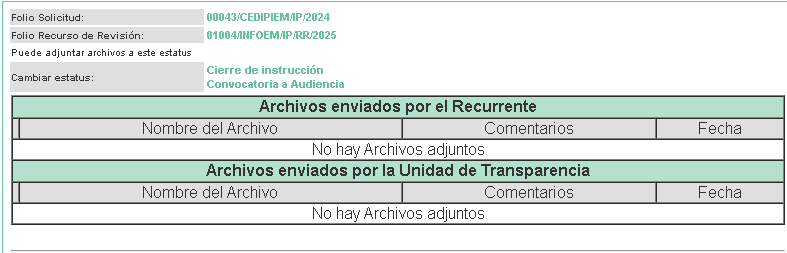 Folio Solicitud: 00043/CEDIPIEM/IP/2024
Folio Recurso de Revisión: 01004/INFOEM/IP/RR/2025
Puede adjuntar archivos a este estatus
Cambiar estatus: Cierre de instrucción
Convocatoria a Audiencia
Archivos enviados por el Recurrente
Nombre del Archivo Comentarios Fecha
No hay Archivos adjuntos
Archivos enviados por la Unidad de Transparencia
Nombre del Archivo Comentarios Fecha
No hay Archivos adjuntos